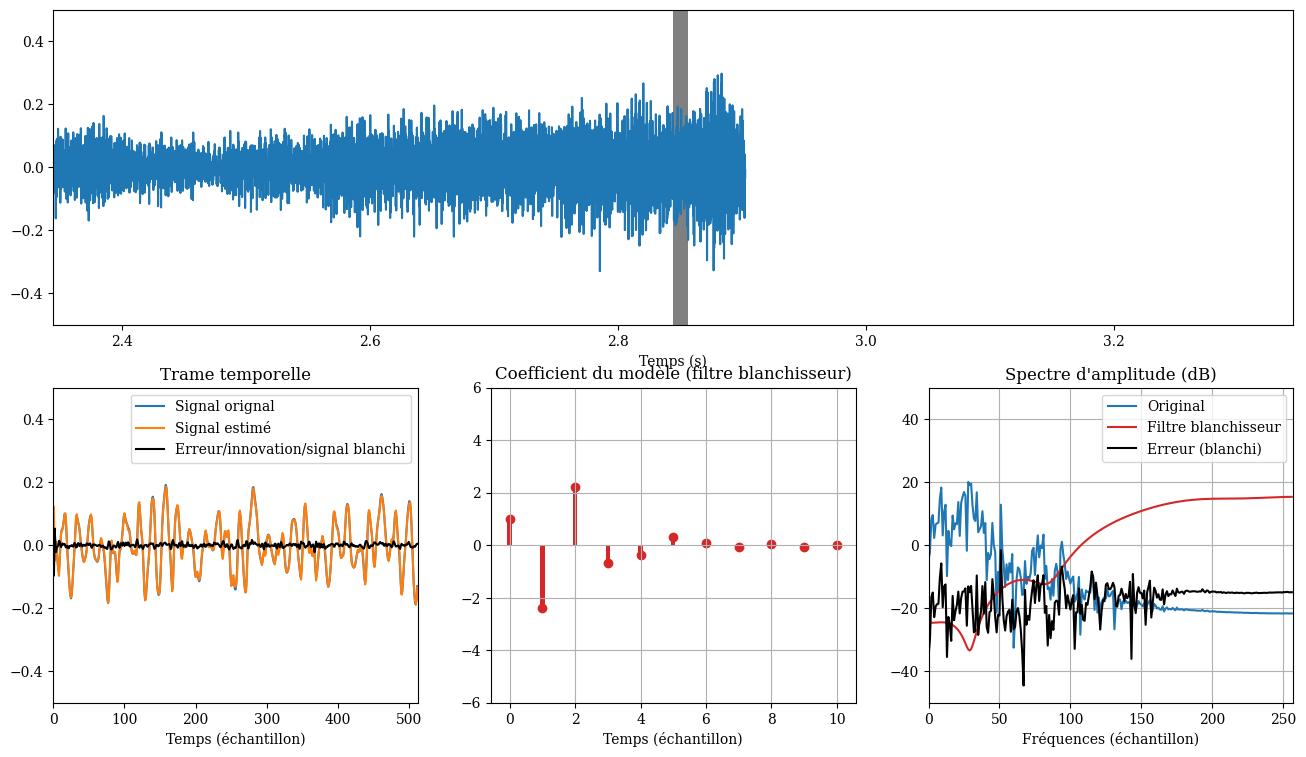 0.4
0.2
0.0
−0.2
−0.4
2.4 2.6 2.8 3.0 3.2
Temps (s)
Trame temporelle
Signal orignal
Signal estimé
Erreur/innovation/signal blanchi
0.4
0.2
0.0
−0.2
−0.4
0 100 200 300 400 500
Temps (échantillon)
Coefficient du modèle (filtre blanchisseur)
6
4
2
0
−2
−4
−6
0 2 4 6 8 10
Temps (échantillon)
Spectre d'amplitude (dB)
Original
Filtre blanchisseur
Erreur (blanchi)
40
20
0
−20
−40
0 50 100 150 200 250
Fréquences (échantillon)